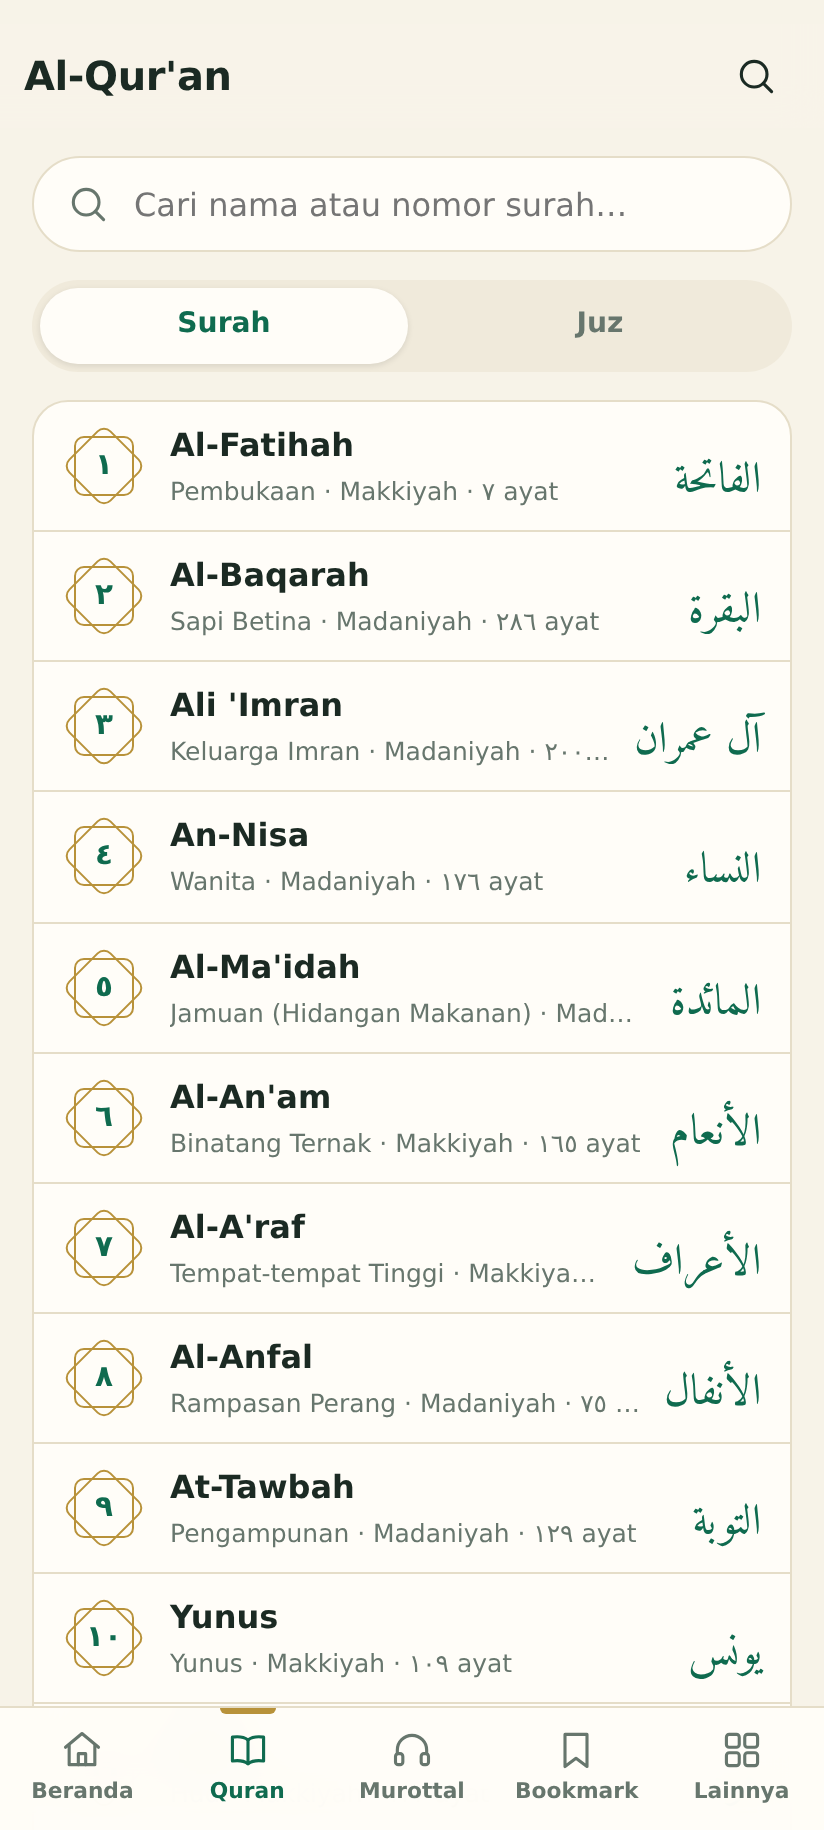 Al-Qur'an
Cari nama atau nomor surah...
Surah
Juz
١
Al-Fatihah
Pembukaan · Makkiyah · ٧ ayat
الفاتحة
٢
Al-Baqarah
Sapi Betina · Madaniyah · ٢٨٦ ayat
البقرة
٣
Ali 'Imran
Keluarga Imran · Madaniyah · ٢٠٠...
آل عمران
٤
An-Nisa
Wanita · Madaniyah · ١٧٦ ayat
النساء
٥
Al-Ma'idah
Jamuan (Hidangan Makanan) · Mad...
المائدة
٦
Al-An'am
Binatang Ternak · Makkiyah · ١٦٥ ayat
الأنعام
٧
Al-A'raf
Tempat-tempat Tinggi · Makkiya...
الأعراف
٨
Al-Anfal
Rampasan Perang · Madaniyah · ٧٥ ...
الأنفال
٩
At-Tawbah
Pengampunan · Madaniyah · ١٢٩ ayat
التوبة
١٠
Yunus
Yunus · Makkiyah · ١٠٩ ayat
يونس
Beranda
Quran
Murottal
Bookmark
Lainnya